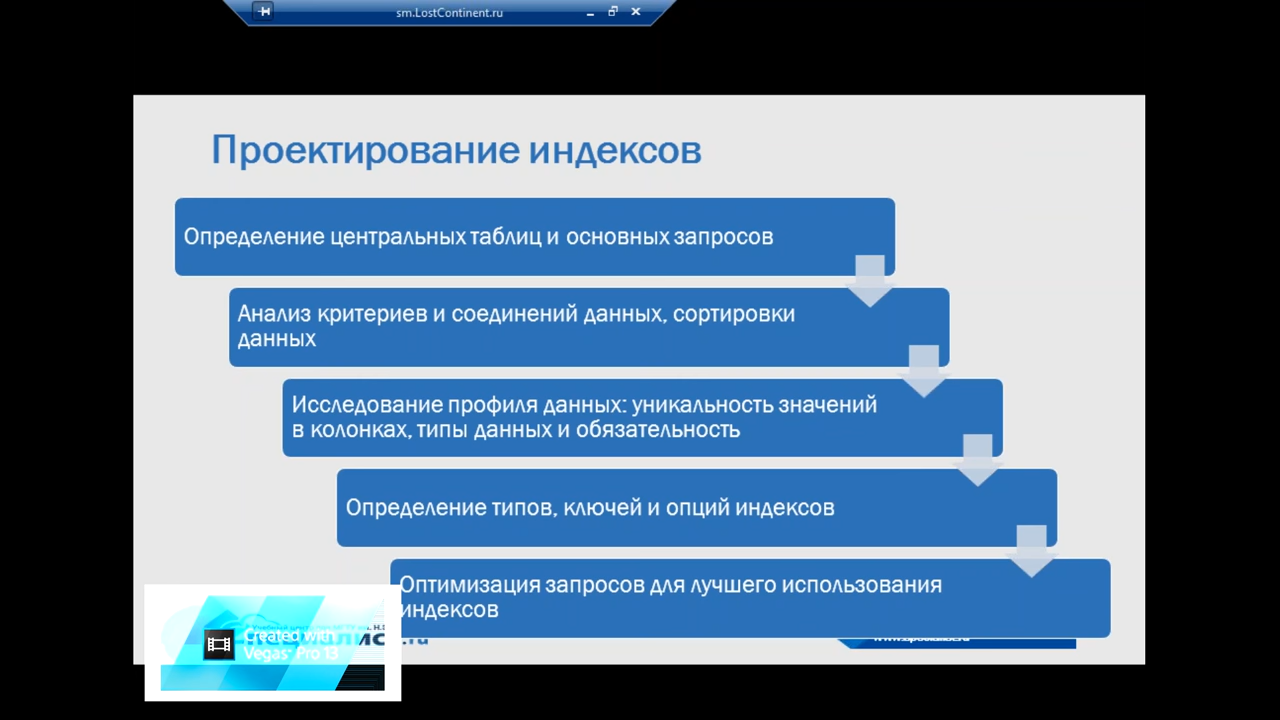 sm.LostContinent.ru
Проектирование индексов
Определение центральных таблиц и основных запросов
Анализ критериев и соединений данных, сортировки
данных
Исследование профиля данных: уникальность значений
в колонках, типы данных и обязательность
Определение типов, ключей и опций индексов
Оптимизация запросов для лучшего использования
индексов
Created with
Vegas Pro 13
.ru